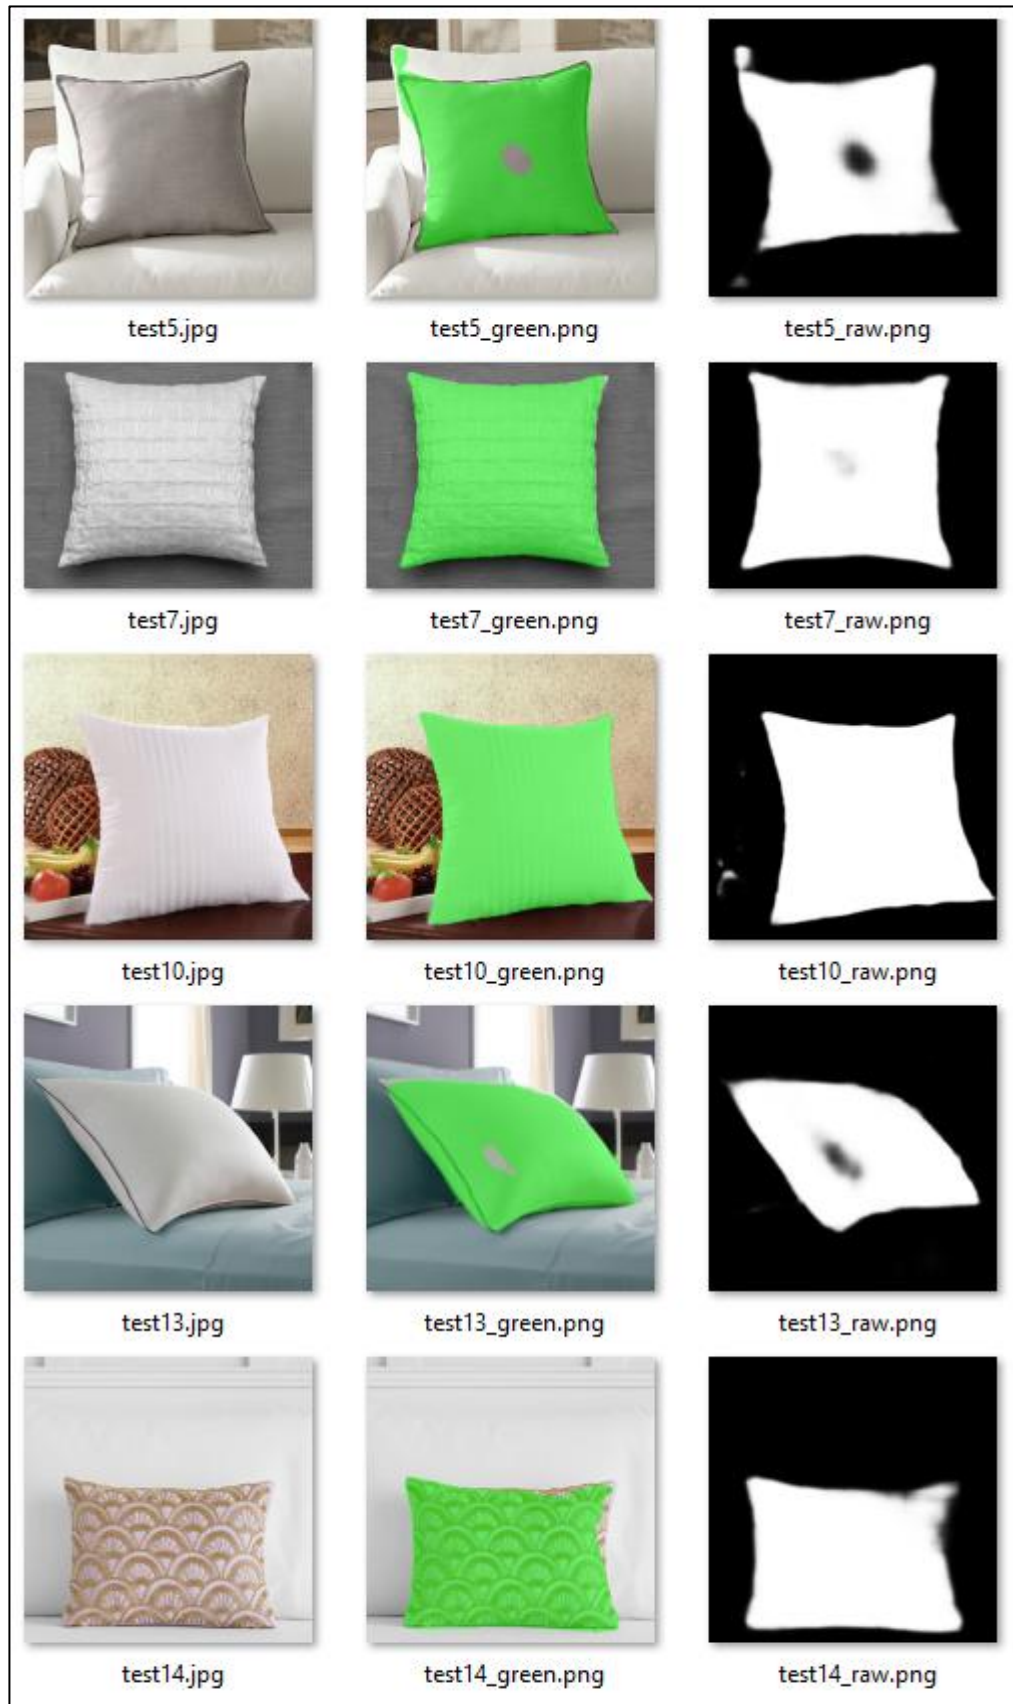 test5.jpg test5_green.png test5_raw.png
test7.jpg test7_green.png test7_raw.png
test10.jpg test10_green.png test10_raw.png
test13.jpg test13_green.png test13_raw.png
test14.jpg test14_green.png test14_raw.png